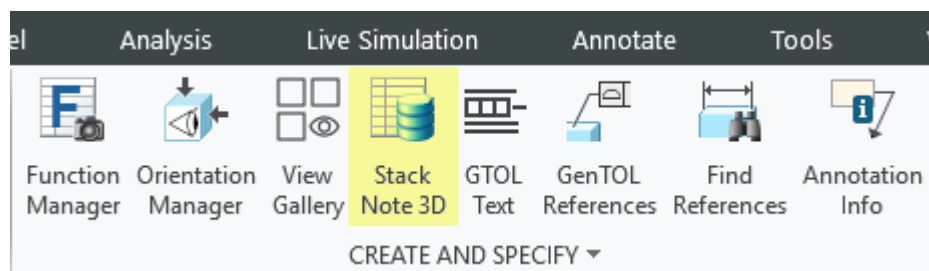 el Analysis Live Simulation Annotate Tools
Function Manager
Orientation Manager
View Gallery
Stack Note 3D
GTOL Text
GenTOL References
Find References
Annotation Info
CREATE AND SPECIFY